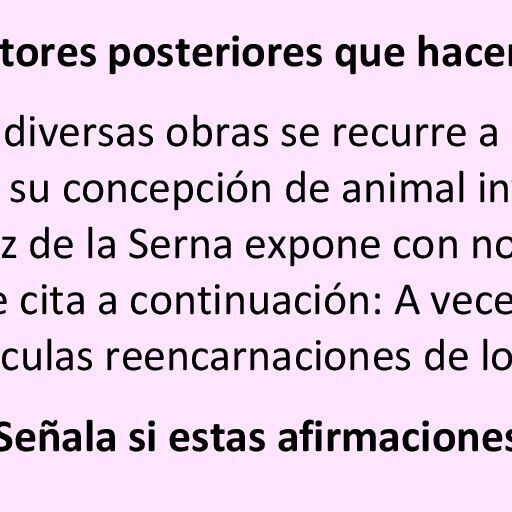 tores posteriores que hacen
diversas obras se recurre a
su concepción de animal in
z de la Serna expone con no
e cita a continuación: A vece
culas reencarnaciones de lo
Señala si estas afirmaciones